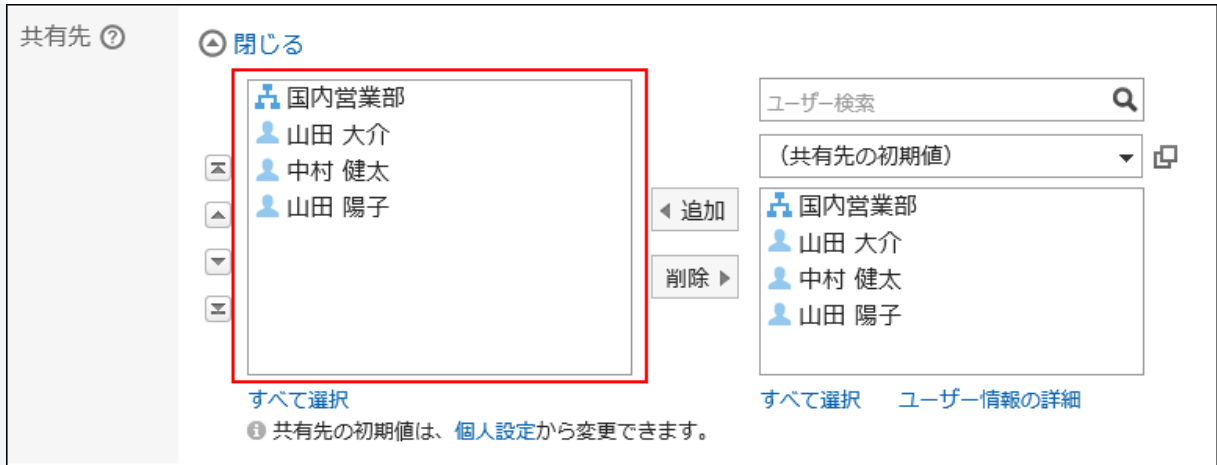 共有先
閉じる
国内営業部
山田 大介
中村 健太
山田 陽子
すべて選択
共有先の初期値は、個人設定から変更できます。
追加
削除
ユーザー検索
(共有先の初期値)
国内営業部
山田 大介
中村 健太
山田 陽子
すべて選択 ユーザー情報の詳細